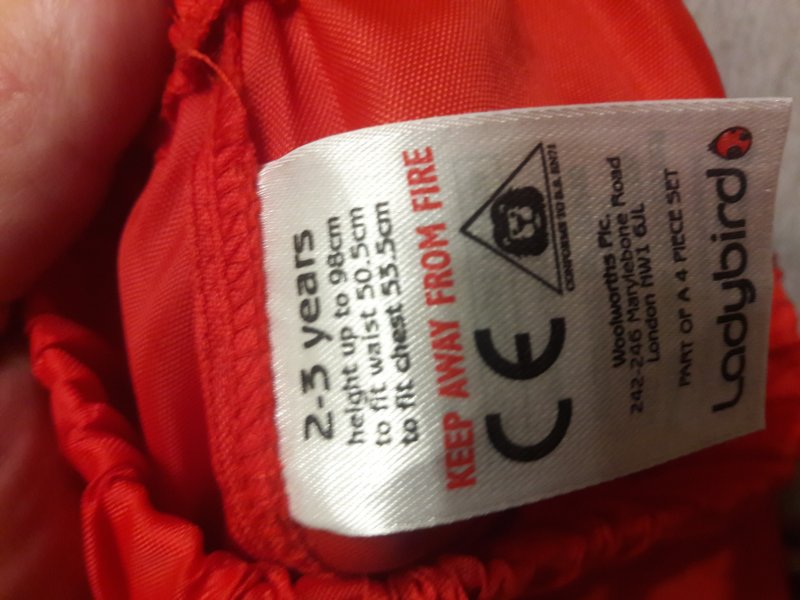 2-3 years
height up to 98cm
to fit waist 50.5cm
to fit chest 53.5cm
KEEP AWAY FROM FIRE
CE
CONFORMS TO B.S. EN71
Woolworths Plc.
242-246 Marylebone Road
London NW1 6JL
PART OF A 4 PIECE SET
Ladybird